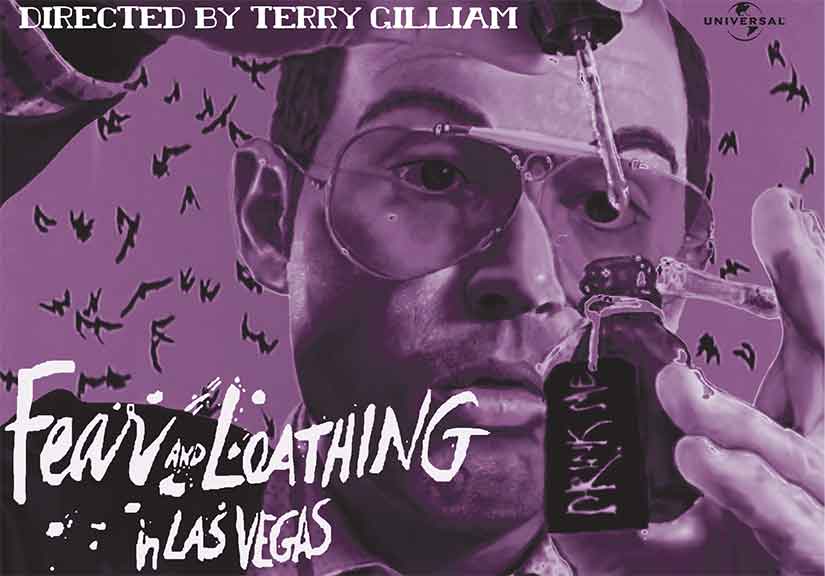 DIRECTED BY TERRY GILLIAM
UNIVERSAL
Fear AND LOATHING
in LAS VEGAS
DRINK ME